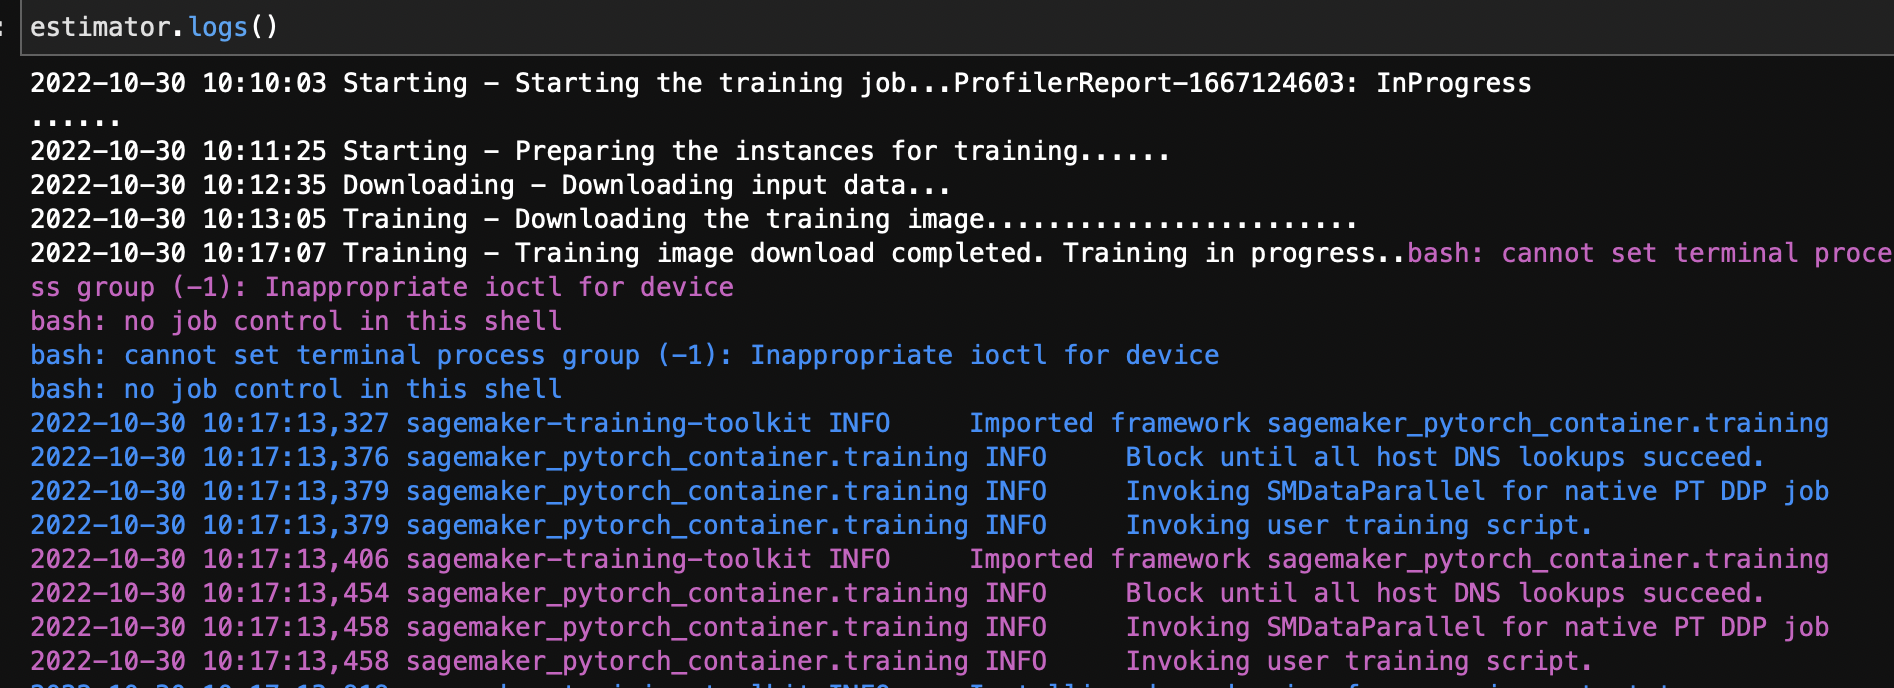 : estimator.logs()
2022-10-30 10:10:03 Starting - Starting the training job...ProfilerReport-1667124603: InProgress
......
2022-10-30 10:11:25 Starting - Preparing the instances for training......
2022-10-30 10:12:35 Downloading - Downloading input data...
2022-10-30 10:13:05 Training - Downloading the training image........................
2022-10-30 10:17:07 Training - Training image download completed. Training in progress..bash: cannot set terminal proce
ss group (-1): Inappropriate ioctl for device
bash: no job control in this shell
bash: cannot set terminal process group (-1): Inappropriate ioctl for device
bash: no job control in this shell
2022-10-30 10:17:13,327 sagemaker-training-toolkit INFO     Imported framework sagemaker_pytorch_container.training
2022-10-30 10:17:13,376 sagemaker_pytorch_container.training INFO     Block until all host DNS lookups succeed.
2022-10-30 10:17:13,379 sagemaker_pytorch_container.training INFO     Invoking SMDataParallel for native PT DDP job
2022-10-30 10:17:13,379 sagemaker_pytorch_container.training INFO     Invoking user training script.
2022-10-30 10:17:13,406 sagemaker-training-toolkit INFO     Imported framework sagemaker_pytorch_container.training
2022-10-30 10:17:13,454 sagemaker_pytorch_container.training INFO     Block until all host DNS lookups succeed.
2022-10-30 10:17:13,458 sagemaker_pytorch_container.training INFO     Invoking SMDataParallel for native PT DDP job
2022-10-30 10:17:13,458 sagemaker_pytorch_container.training INFO     Invoking user training script.